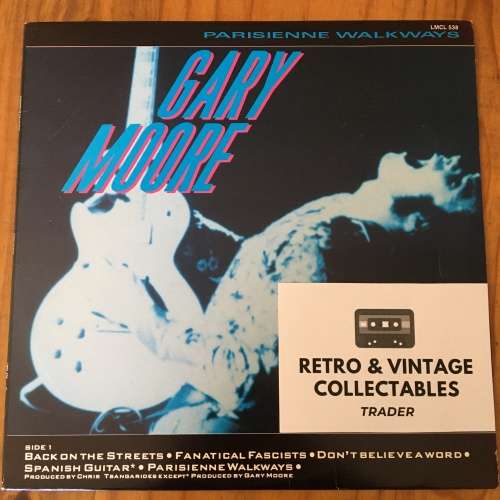 LMCL 538
PARISIENNE WALKWAYS
GARY
MOORE
RETRO & VINTAGE
COLLECTABLES
TRADER
SIDE 1
BACK ON THE STREETS • FANATICAL FASCISTS • DON'T BELIEVE A WORD •
SPANISH GUITAR* • PARISIENNE WALKWAYS •
PRODUCED BY CHRIS TSANGARIDES EXCEPT* PRODUCED BY GARY MOORE